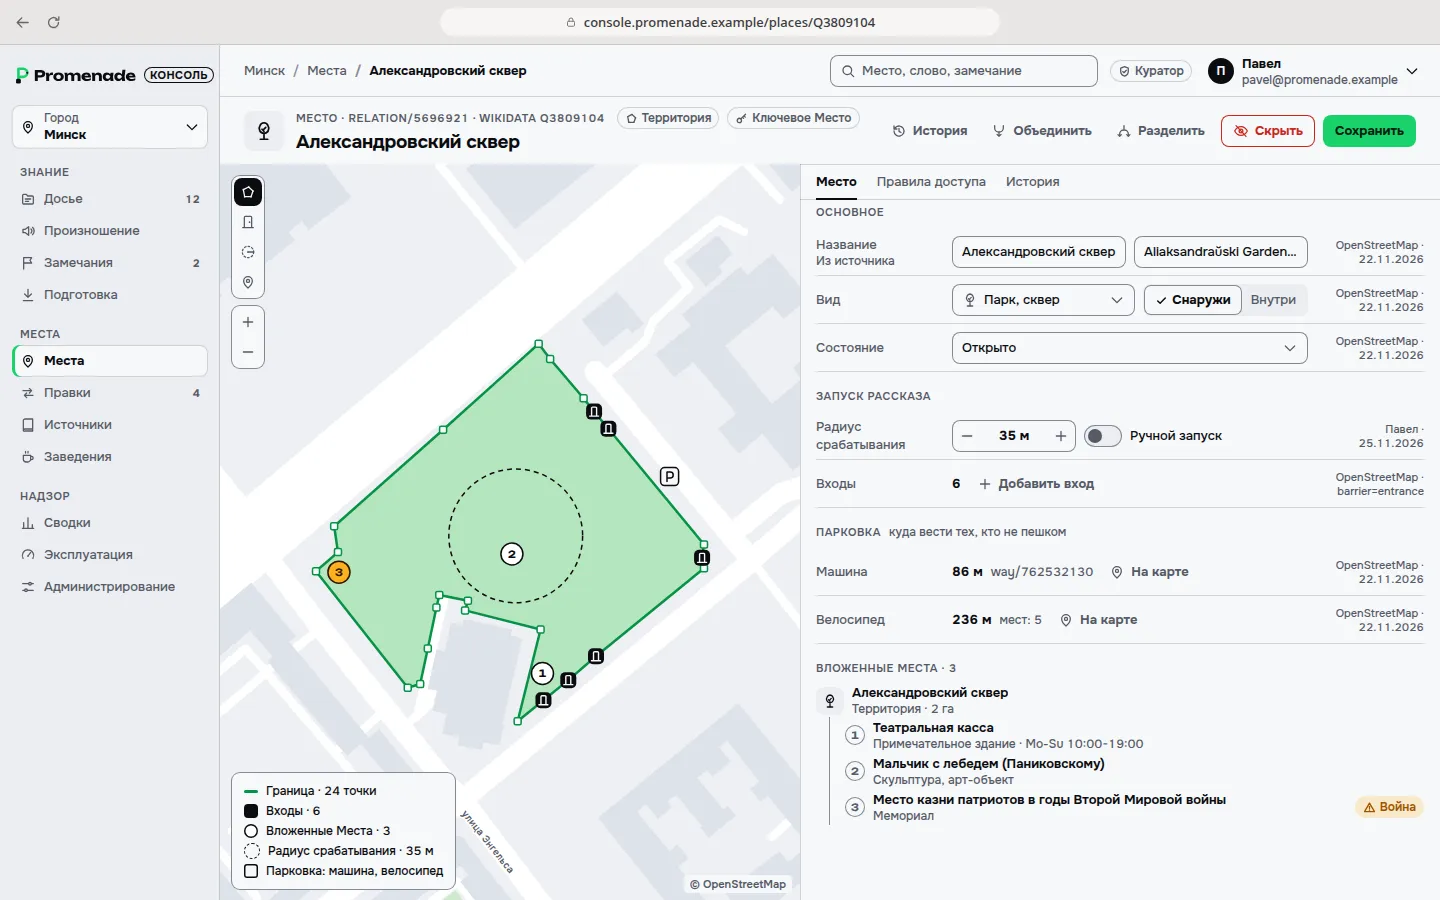 console.promenade.example/places/Q3809104
Promenade КОНСОЛЬ
Город
Минск
ЗНАНИЕ
Досье 12
Произношение
Замечания 2
Подготовка
МЕСТА
Места
Правки 4
Источники
Заведения
НАДЗОР
Сводки
Эксплуатация
Администрирование
Минск / Места / Александровский сквер
Место, слово, замечание
Куратор
П
Павел
pavel@promenade.example
МЕСТО · RELATION/5696921 · WIKIDATA Q3809104
Территория
Ключевое Место
Александровский сквер
История
Объединить
Разделить
Скрыть
Сохранить
P
2
3
1
улица Энгельса
Граница · 24 точки
Входы · 6
Вложенные Места · 3
Радиус срабатывания · 35 м
Парковка: машина, велосипед
© OpenStreetMap
Место Правила доступа История
ОСНОВНОЕ
Название
Из источника
Александровский сквер
Aliaksandraŭski Garden...
OpenStreetMap ·
22.11.2026
Вид
Парк, сквер
Снаружи
Внутри
OpenStreetMap ·
22.11.2026
Состояние
Открыто
OpenStreetMap ·
22.11.2026
ЗАПУСК РАССКАЗА
Радиус
срабатывания
− 35 м +
Ручной запуск
Павел ·
25.11.2026
Входы
6 + Добавить вход
OpenStreetMap ·
barrier=entrance
ПАРКОВКА куда вести тех, кто не пешком
Машина
86 м way/762532130 На карте
OpenStreetMap ·
22.11.2026
Велосипед
236 м мест: 5 На карте
OpenStreetMap ·
22.11.2026
ВЛОЖЕННЫЕ МЕСТА · 3
Александровский сквер
Территория · 2 га
1 Театральная касса
Примечательное здание · Mo-Su 10:00-19:00
2 Мальчик с лебедем (Паниковскому)
Скульптура, арт-объект
3 Место казни патриотов в годы Второй Мировой войны
Мемориал
Война